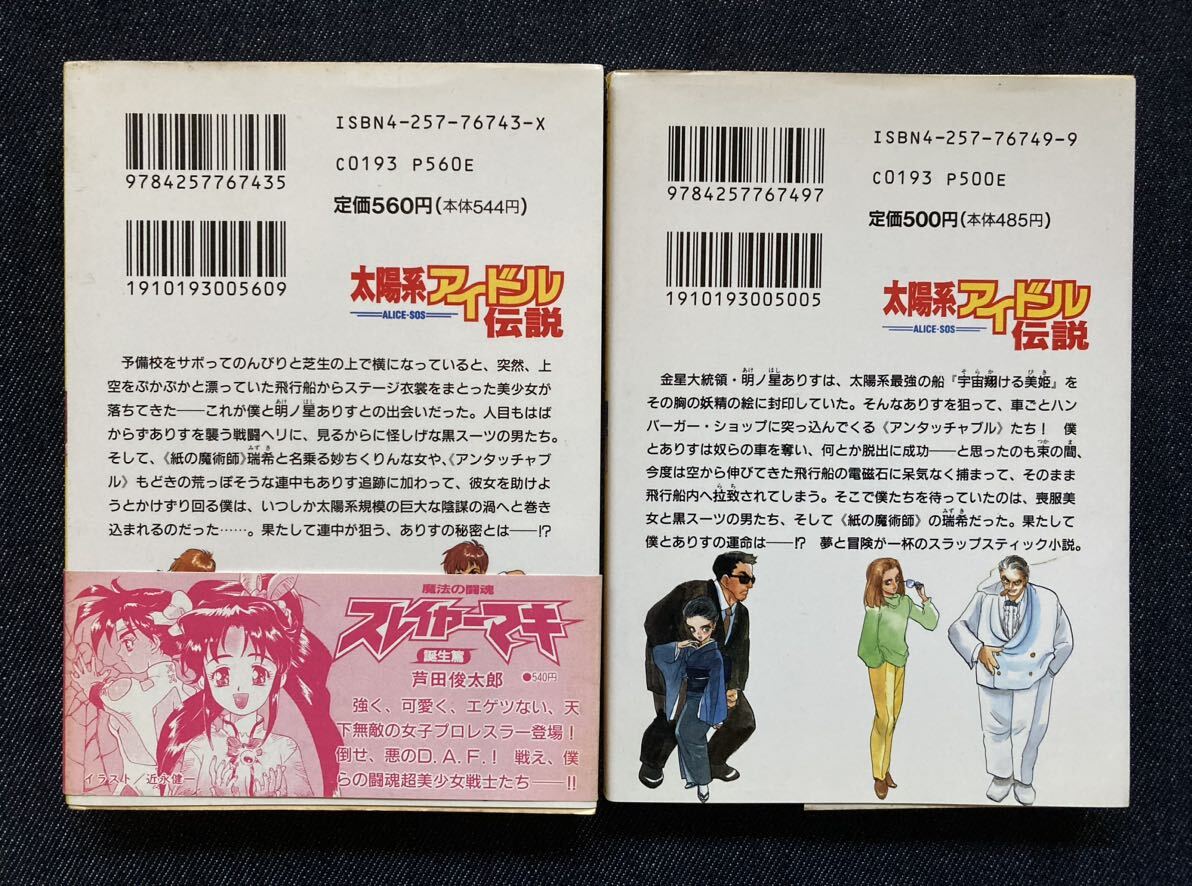 ISBN4-257-76743-X
9784257767435
C0193 P560E
定価560円(本体544円)
1910193005609
太陽系アイドル伝説
ALICE-SOS
予備校をサボってのんびりと芝生の上で横になっていると、突然、上
空をぷかぷかと漂っていた飛行船からステージ衣裳をまとった美少女が
落ちてきた――これが僕と明ノ星ありすとの出会いだった。人目もはば
からずありすを襲う戦闘ヘリに、見るからに怪しげな黒スーツの男たち。
そして、《紙の魔術師》瑞希と名乗る妙ちくりんな女や、《アンタッチャブ
ル》もどきの荒っぽそうな連中もありす追跡に加わって、彼女を助けよ
うとかけずり回る僕は、いつしか太陽系規模の巨大な陰謀の渦へと巻き
込まれるのだった……。果たして連中が狙う、ありすの秘密とは――!?
魔法の闘魂
スレイヤーマキ
誕生篇
芦田俊太郎 ●540円
強く、可愛く、エゲツない、天
下無敵の女子プロレスラー登場!
倒せ、悪のD.A.F.! 戦え、僕
らの闘魂超美少女戦士たち――!!
イラスト/近永健一
ISBN4-257-76749-9
9784257767497
C0193 P500E
定価500円(本体485円)
1910193005005
太陽系アイドル伝説
ALICE-SOS
金星大統領・明ノ星ありすは、太陽系最強の船『宇宙翔ける美姫』を
その胸の妖精の絵に封印していた。そんなありすを狙って、車ごとハン
バーガー・ショップに突っ込んでくる《アンタッチャブル》たち! 僕
とありすは奴らの車を奪い、何とか脱出に成功――と思ったのも束の間、
今度は空から伸びてきた飛行船の電磁石に呆気なく捕まって、そのまま
飛行船内へ拉致されてしまう。そこで僕たちを待っていたのは、喪服美
女と黒スーツの男たち、そして《紙の魔術師》の瑞希だった。果たして
僕とありすの運命は――!? 夢と冒険が一杯のスラップスティック小説。